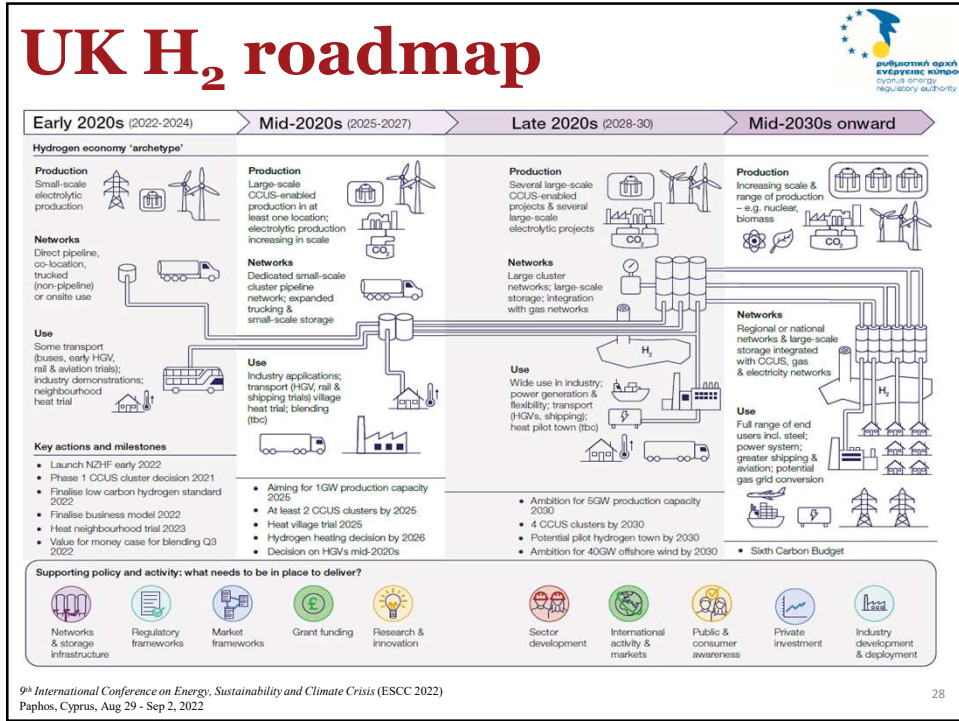 UK H₂ roadmap
ρυθμιστική αρχή
ενέργειας κύπρου
cyprus energy
regulatory authority
Early 2020s (2022-2024)
Mid-2020s (2025-2027)
Late 2020s (2028-30)
Mid-2030s onward
Hydrogen economy ‘archetype’
Production
Small-scale
electrolytic
production
Networks
Direct pipeline,
co-location,
trucked
(non-pipeline)
or onsite use
Use
Some transport
(buses, early HGV,
rail & aviation trials);
industry demonstrations;
neighbourhood
heat trial
Key actions and milestones
• Launch NZHF early 2022
• Phase 1 CCUS cluster decision 2021
• Finalise low carbon hydrogen standard
2022
• Finalise business model 2022
• Heat neighbourhood trial 2023
• Value for money case for blending Q3
2022
Production
Large-scale
CCUS-enabled
production in at
least one location;
electrolytic production
increasing in scale
CO₂
Networks
Dedicated small-scale
cluster pipeline
network; expanded
trucking &
small-scale storage
Use
Industry applications;
transport (HGV, rail &
shipping trials) village
heat trial; blending
(tbc)
• Aiming for 1GW production capacity
2025
• At least 2 CCUS clusters by 2025
• Heat village trial 2025
• Hydrogen heating decision by 2026
• Decision on HGVs mid-2020s
Production
Several large-scale
CCUS-enabled
projects & several
large-scale
electrolytic projects
CO₂
Networks
Large cluster
networks; large-scale
storage; integration
with gas networks
H₂
Use
Wide use in industry;
power generation &
flexibility; transport
(HGVs, shipping);
heat pilot town (tbc)
• Ambition for 5GW production capacity
2030
• 4 CCUS clusters by 2030
• Potential pilot hydrogen town by 2030
• Ambition for 40GW offshore wind by 2030
Production
Increasing scale &
range of production
– e.g. nuclear,
biomass
CO₂
Networks
Regional or national
networks & large-scale
storage integrated
with CCUS, gas
& electricity networks
H₂
Use
Full range of end
users incl. steel;
power system;
greater shipping &
aviation; potential
gas grid conversion
• Sixth Carbon Budget
Supporting policy and activity: what needs to be in place to deliver?
Networks
& storage
infrastructure
Regulatory
frameworks
Market
frameworks
£
Grant funding
Research &
innovation
Sector
development
International
activity &
markets
Public &
consumer
awareness
Private
investment
Industry
development
& deployment
9th International Conference on Energy, Sustainability and Climate Crisis (ESCC 2022)
Paphos, Cyprus, Aug 29 - Sep 2, 2022
28